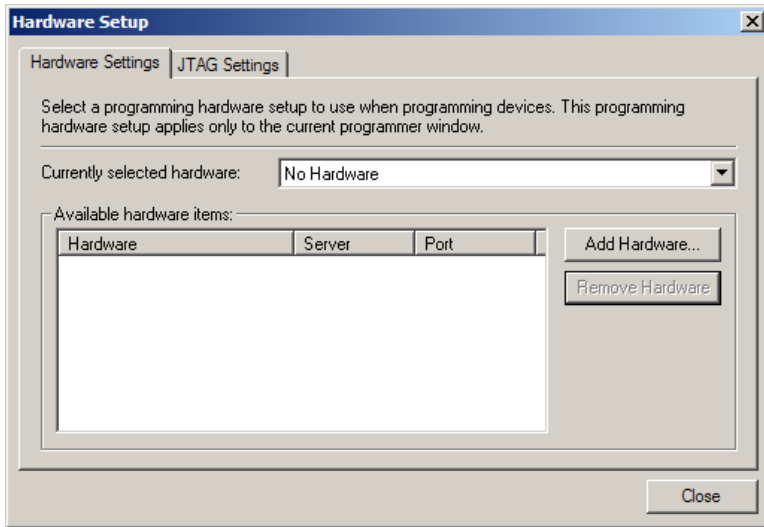 Hardware Setup
Hardware Settings
JTAG Settings
Select a programming hardware setup to use when programming devices. This programming
hardware setup applies only to the current programmer window.
Currently selected hardware:
No Hardware
Available hardware items:
Hardware
Server
Port
Add Hardware...
Remove Hardware
Close